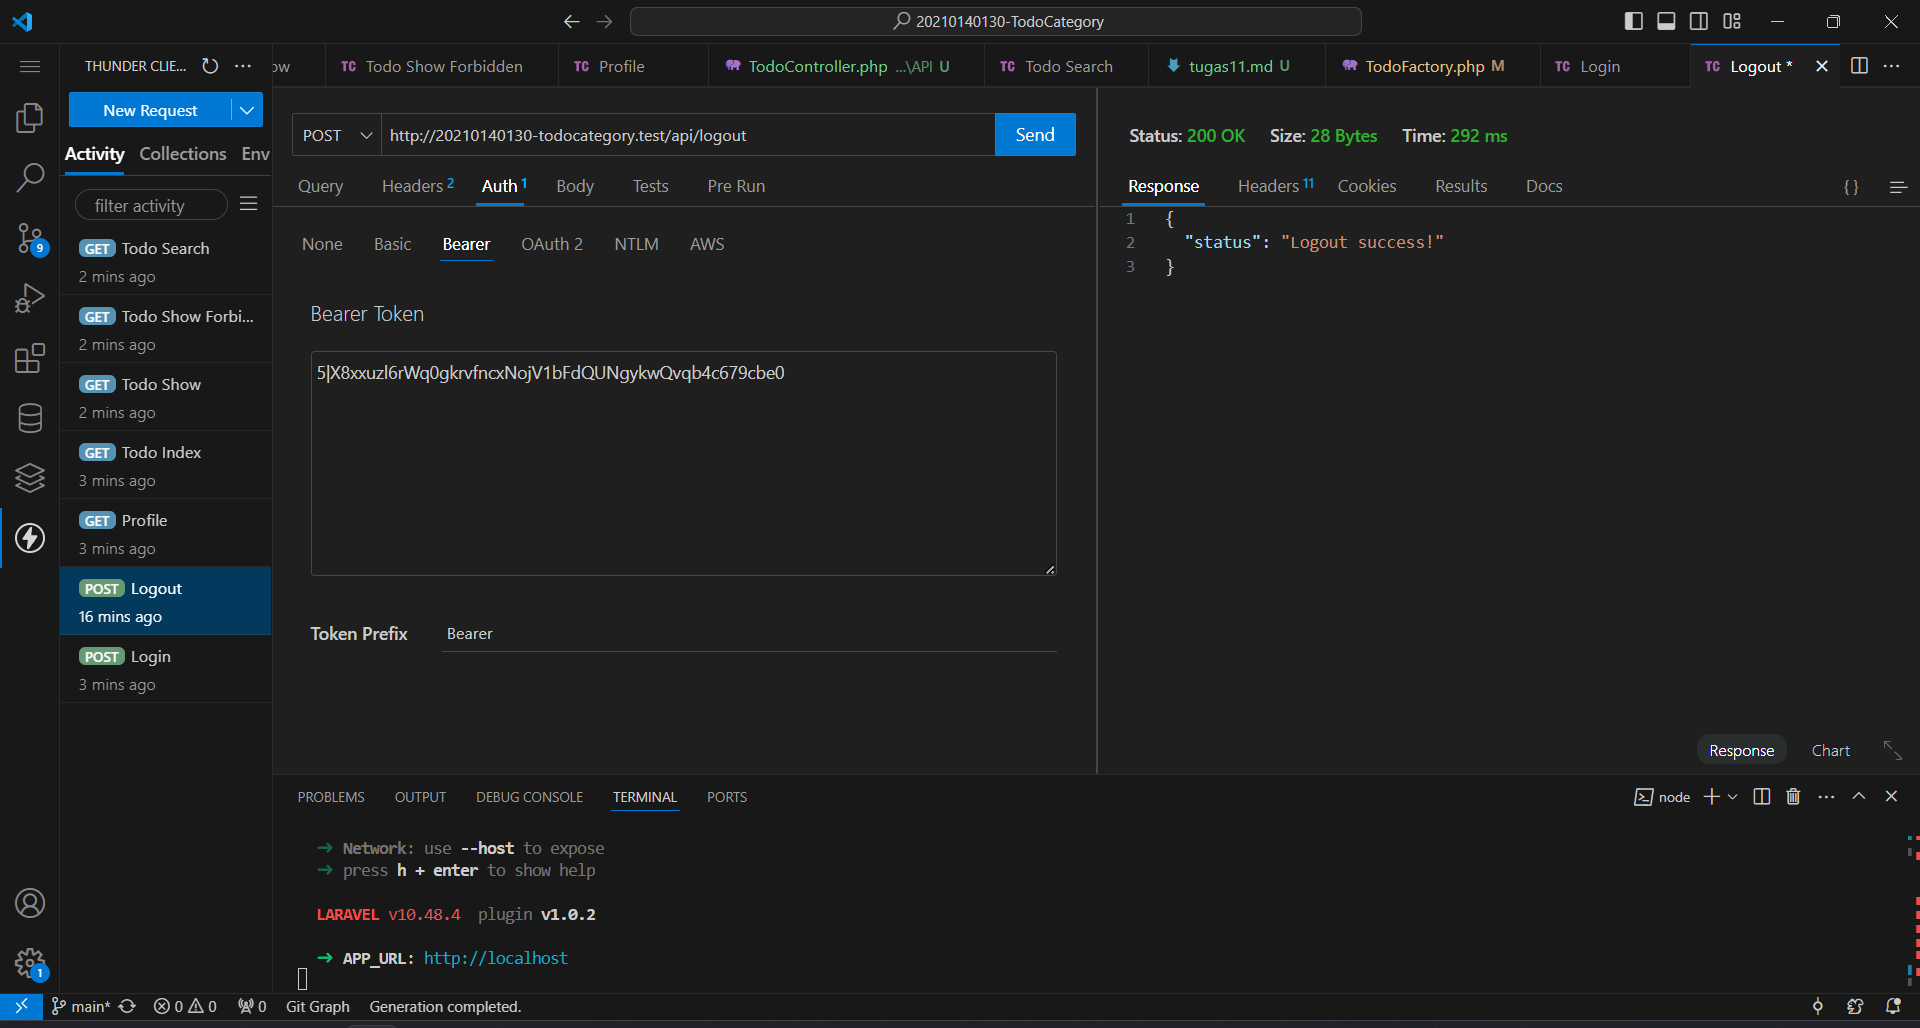 20210140130-TodoCategory
THUNDER CLIE...
ow
TC Todo Show Forbidden
TC Profile
TodoController.php ...\API U
TC Todo Search
tugas11.md U
TodoFactory.php M
TC Login
TC Logout *
New Request
Activity Collections Env
filter activity
GET Todo Search
2 mins ago
GET Todo Show Forbi...
2 mins ago
GET Todo Show
2 mins ago
GET Todo Index
3 mins ago
GET Profile
3 mins ago
POST Logout
16 mins ago
POST Login
3 mins ago
9
1
POST http://20210140130-todocategory.test/api/logout Send
Query Headers 2 Auth 1 Body Tests Pre Run
None Basic Bearer OAuth 2 NTLM AWS
Bearer Token
5|X8xxuzl6rWq0gkrvfncxNojV1bFdQUNgykwQvqb4c679cbe0
Token Prefix Bearer
Status: 200 OK Size: 28 Bytes Time: 292 ms
Response Headers 11 Cookies Results Docs { }
1 {
2 "status": "Logout success!"
3 }
Response Chart
PROBLEMS OUTPUT DEBUG CONSOLE TERMINAL PORTS
node
➜ Network: use --host to expose
➜ press h + enter to show help
LARAVEL v10.48.4 plugin v1.0.2
➜ APP_URL: http://localhost
main* 0 0 0 Git Graph Generation completed.